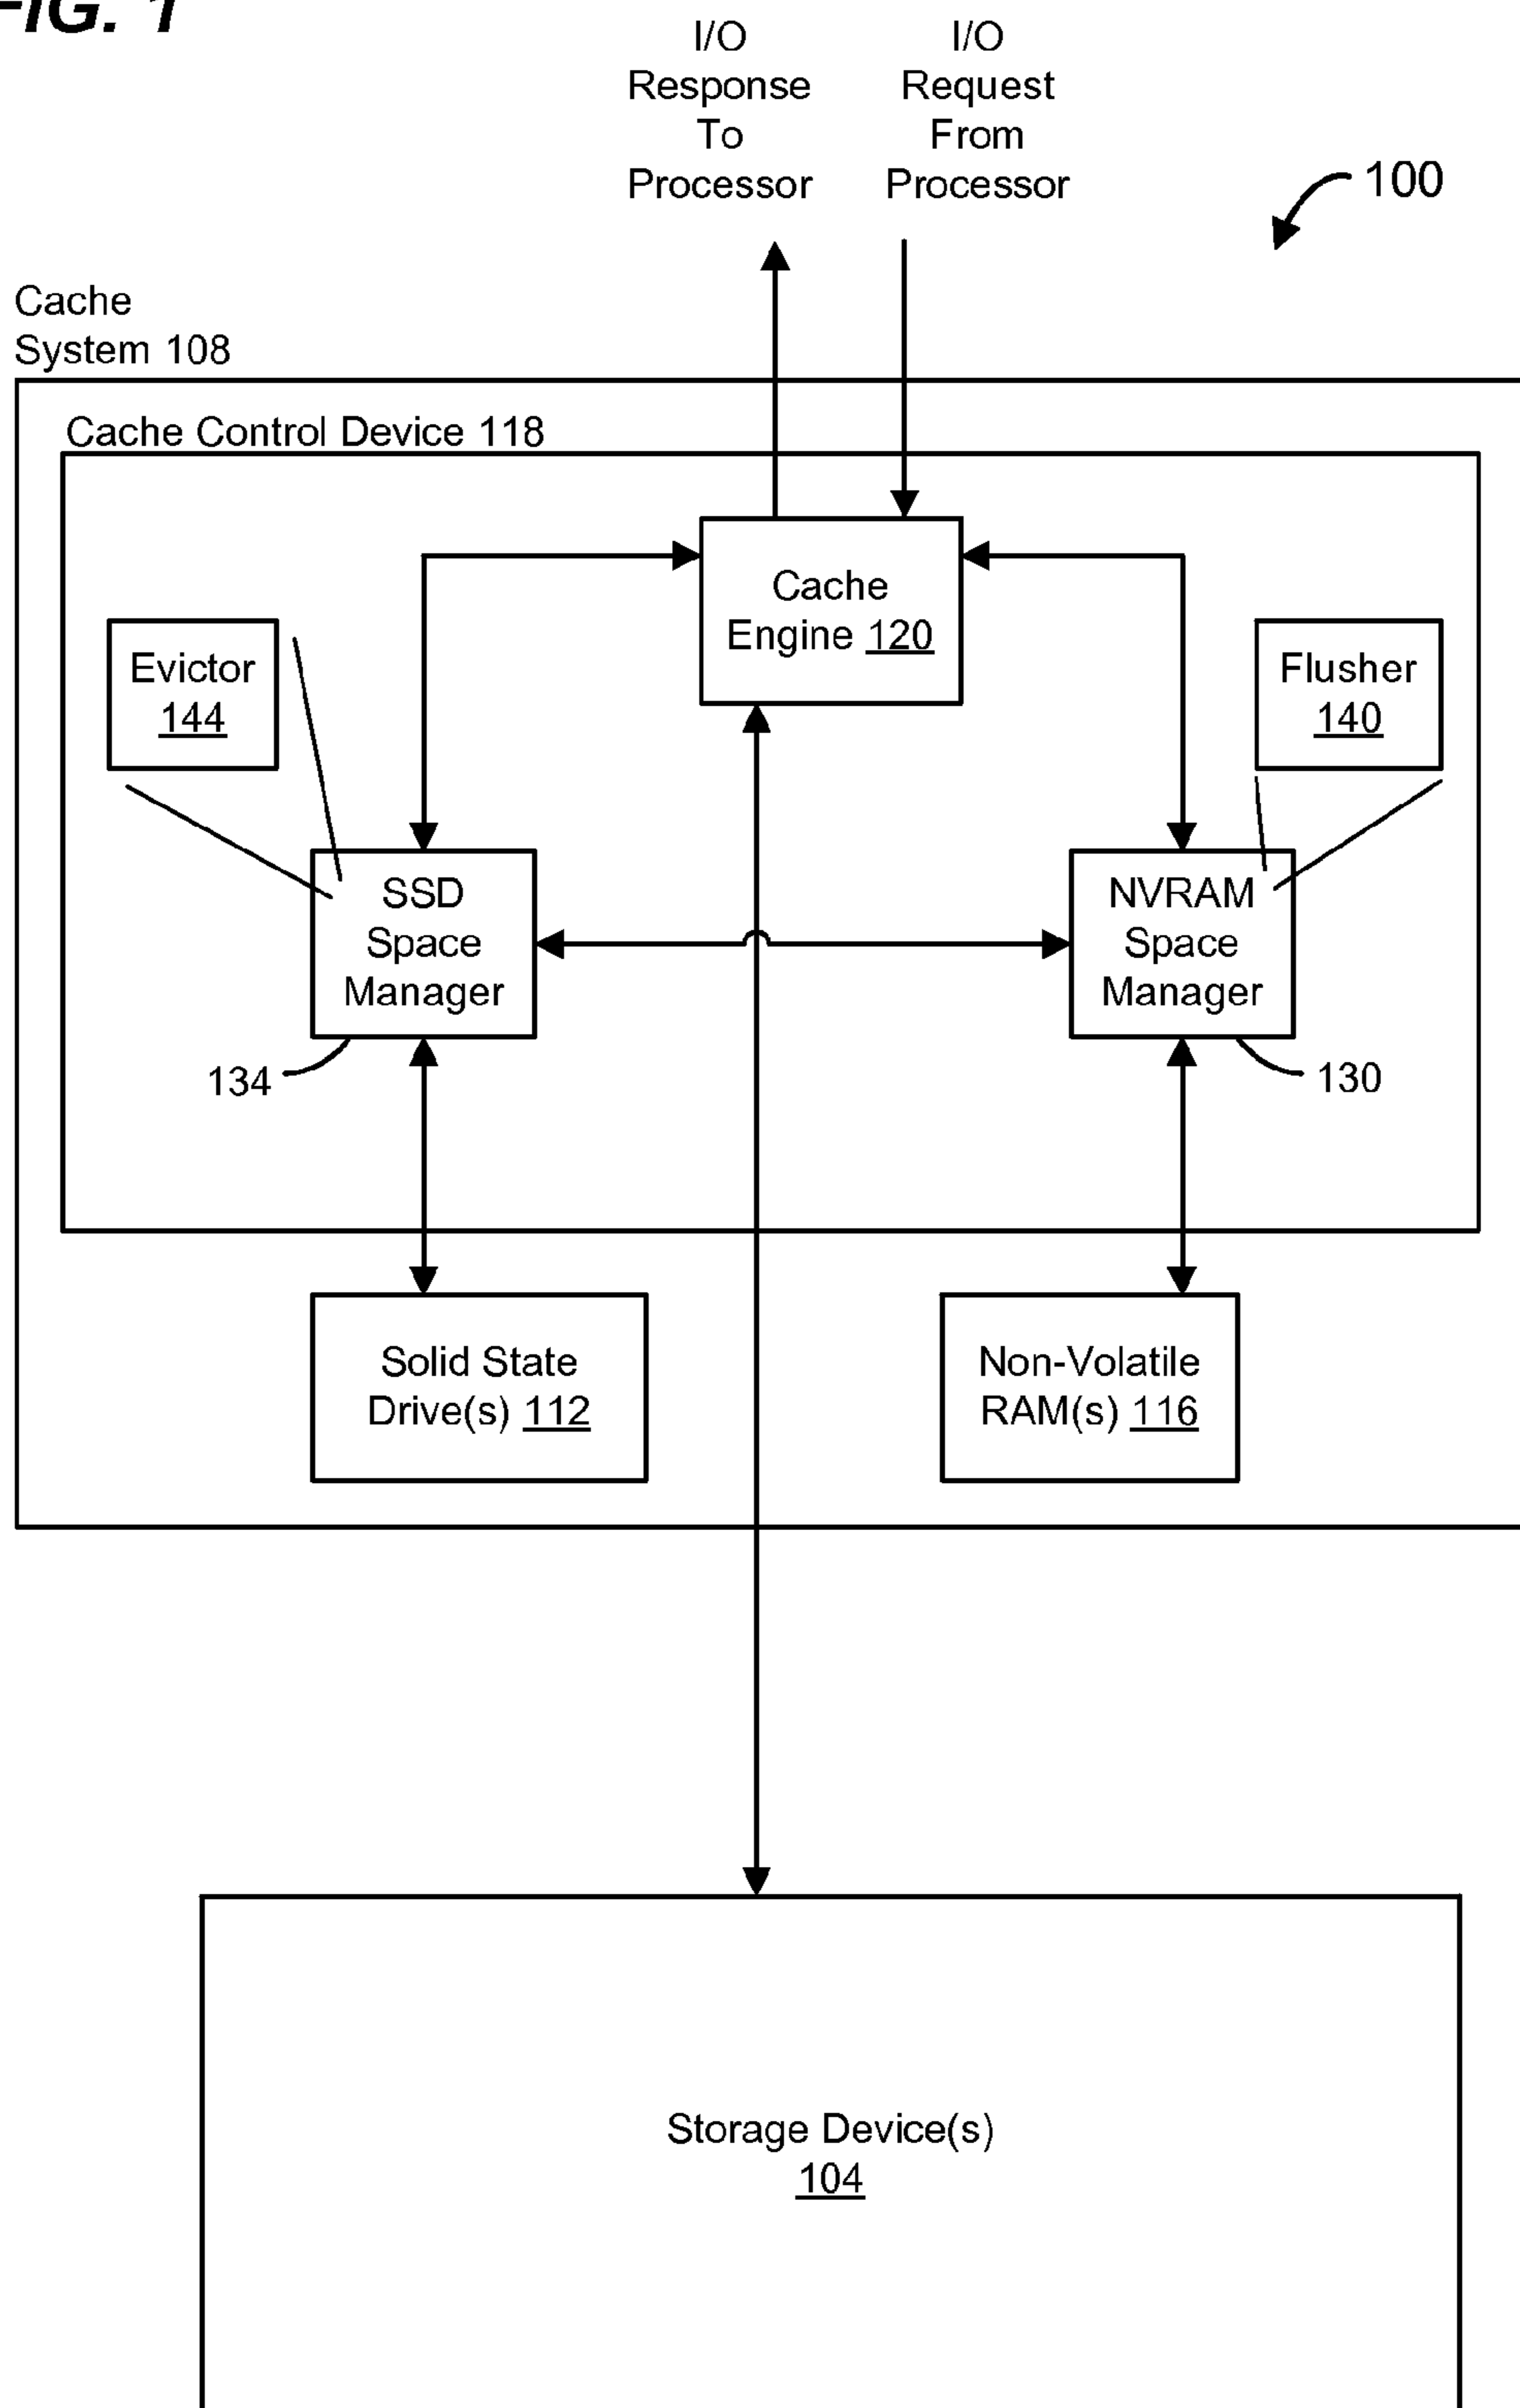 FIG. 1
I/O
Response
To
Processor
I/O
Request
From
Processor
100
Cache
System 108
Cache Control Device 118
Cache
Engine 120
Evictor
144
Flusher
140
SSD
Space
Manager
NVRAM
Space
Manager
134
130
Solid State
Drive(s) 112
Non-Volatile
RAM(s) 116
Storage Device(s)
104